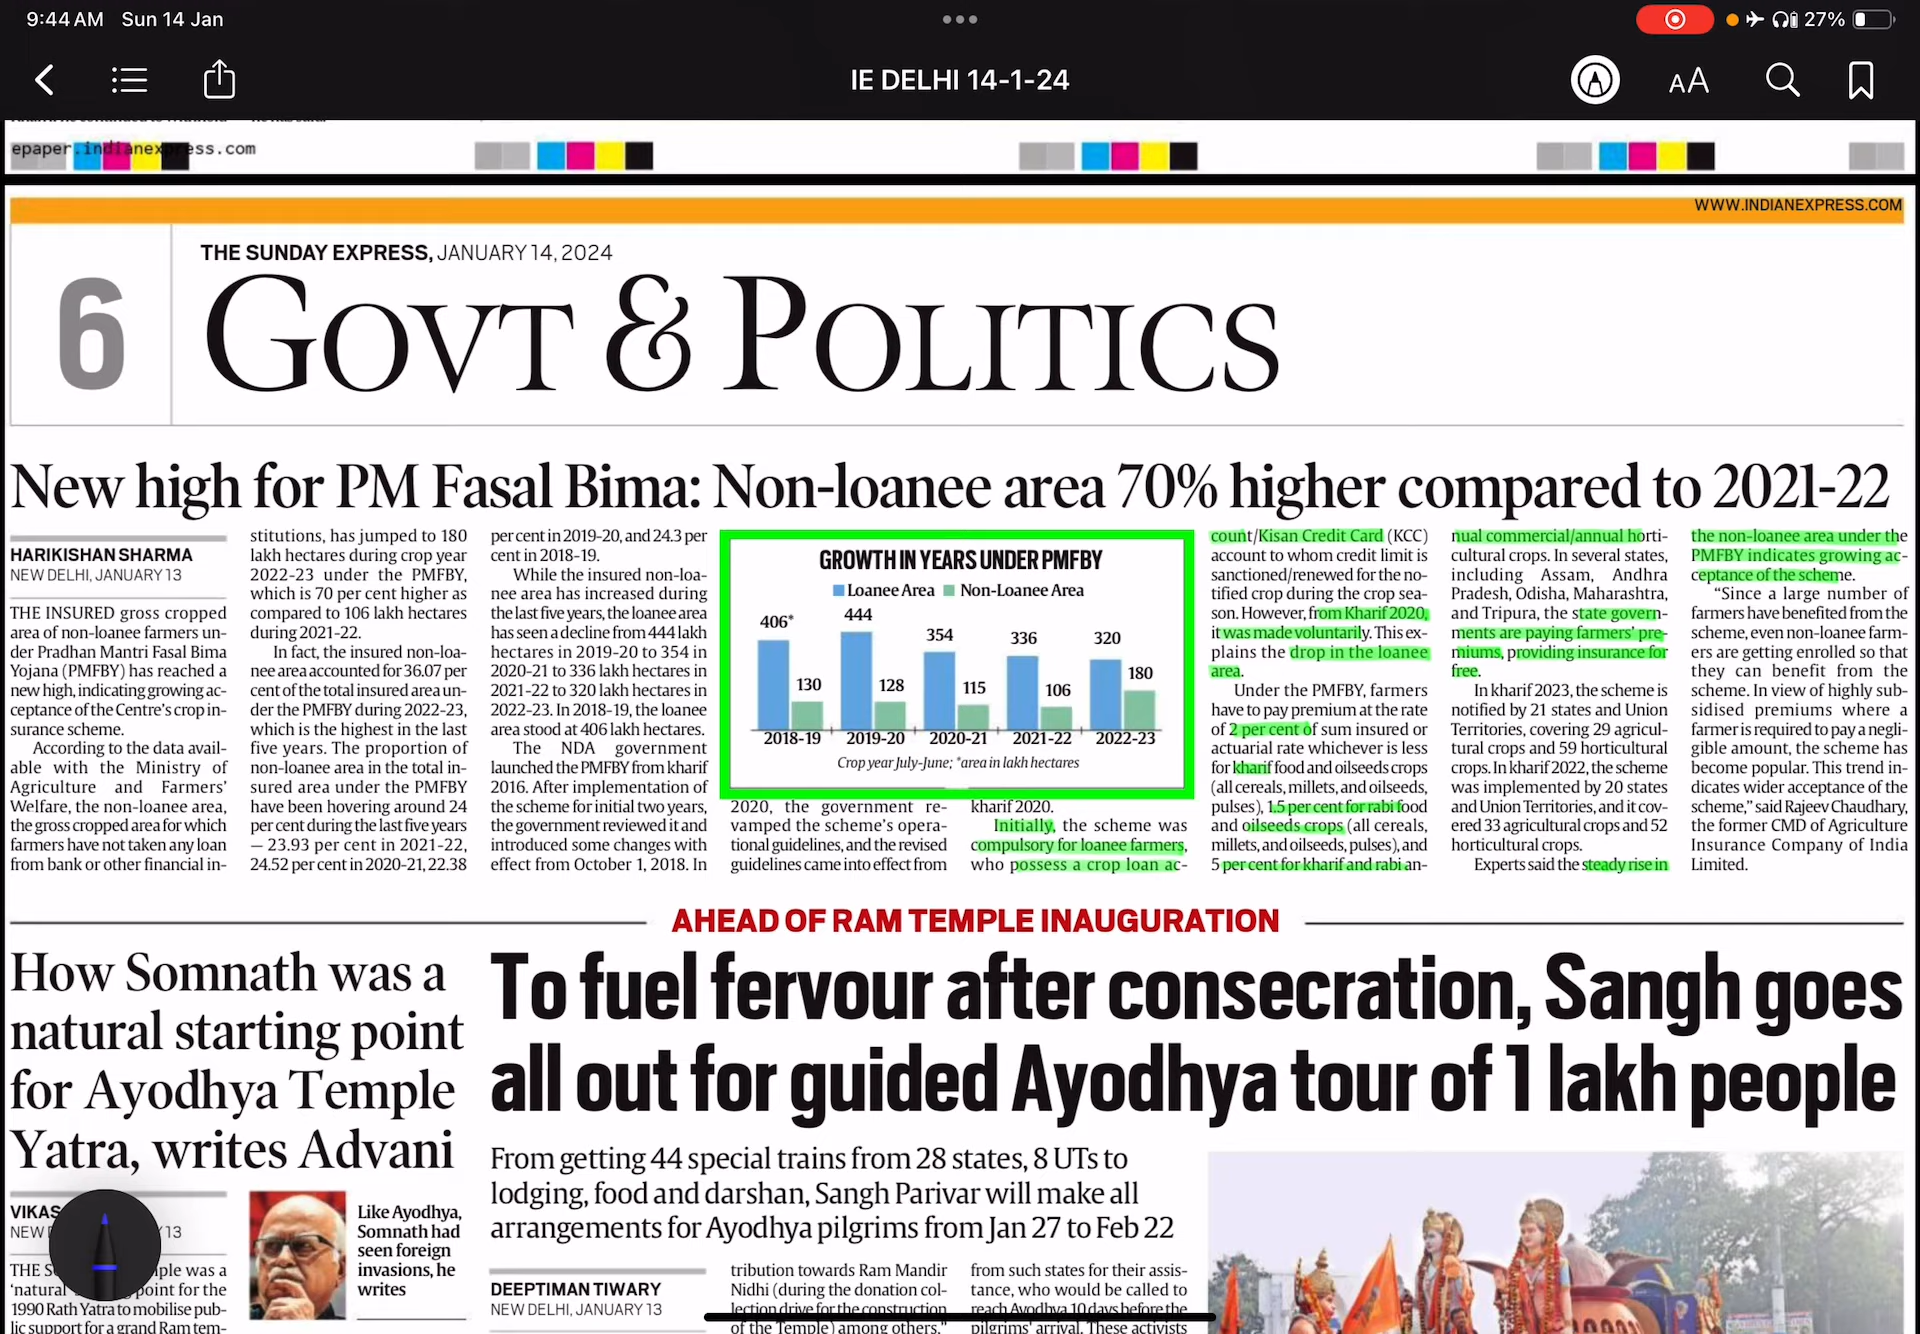 9:44 AM Sun 14 Jan
27%
IE DELHI 14-1-24
AA
epaper.indianexpress.com
WWW.INDIANEXPRESS.COM
6
THE SUNDAY EXPRESS, JANUARY 14, 2024
GOVT & POLITICS
New high for PM Fasal Bima: Non-loanee area 70% higher compared to 2021-22
HARIKISHAN SHARMA
NEW DELHI, JANUARY 13
THE INSURED gross cropped
area of non-loanee farmers un-
der Pradhan Mantri Fasal Bima
Yojana (PMFBY) has reached a
new high, indicating growing ac-
ceptance of the Centre's crop in-
surance scheme.
According to the data avail-
able with the Ministry of
Agriculture and Farmers'
Welfare, the non-loanee area,
the gross cropped area for which
farmers have not taken any loan
from bank or other financial in-
stitutions, has jumped to 180
lakh hectares during crop year
2022-23 under the PMFBY,
which is 70 per cent higher as
compared to 106 lakh hectares
during 2021-22.
In fact, the insured non-loa-
nee area accounted for 36.07 per
cent of the total insured area un-
der the PMFBY during 2022-23,
which is the highest in the last
five years. The proportion of
non-loanee area in the total in-
sured area under the PMFBY
have been hovering around 24
per cent during the last five years
— 23.93 per cent in 2021-22,
24.52 per cent in 2020-21, 22.38
per cent in 2019-20, and 24.3 per
cent in 2018-19.
While the insured non-loa-
nee area has increased during
the last five years, the loanee area
has seen a decline from 444 lakh
hectares in 2019-20 to 354 in
2020-21 to 336 lakh hectares in
2021-22 to 320 lakh hectares in
2022-23. In 2018-19, the loanee
area stood at 406 lakh hectares.
The NDA government
launched the PMFBY from kharif
2016. After implementation of
the scheme for initial two years,
the government reviewed it and
introduced some changes with
effect from October 1, 2018. In
GROWTH IN YEARS UNDER PMFBY
Loanee Area Non-Loanee Area
406* 444 354 336 320
130 128 115 106 180
2018-19 2019-20 2020-21 2021-22 2022-23
Crop year July-June; *area in lakh hectares
2020, the government re-
vamped the scheme's opera-
tional guidelines, and the revised
guidelines came into effect from
kharif 2020.
Initially, the scheme was
compulsory for loanee farmers,
who possess a crop loan ac-
count/Kisan Credit Card (KCC)
account to whom credit limit is
sanctioned/renewed for the no-
tified crop during the crop sea-
son. However, from Kharif 2020,
it was made voluntarily. This ex-
plains the drop in the loanee
area.
Under the PMFBY, farmers
have to pay premium at the rate
of 2 per cent of sum insured or
actuarial rate whichever is less
for kharif food and oilseeds crops
(all cereals, millets, and oilseeds,
pulses), 1.5 per cent for rabi food
and oilseeds crops (all cereals,
millets, and oilseeds, pulses), and
5 per cent for kharif and rabi an-
nual commercial/annual horti-
cultural crops. In several states,
including Assam, Andhra
Pradesh, Odisha, Maharashtra,
and Tripura, the state govern-
ments are paying farmers' pre-
miums, providing insurance for
free.
In kharif 2023, the scheme is
notified by 21 states and Union
Territories, covering 29 agricul-
tural crops and 59 horticultural
crops. In kharif 2022, the scheme
was implemented by 20 states
and Union Territories, and it cov-
ered 33 agricultural crops and 52
horticultural crops.
Experts said the steady rise in
the non-loanee area under the
PMFBY indicates growing ac-
ceptance of the scheme.
"Since a large number of
farmers have benefited from the
scheme, even non-loanee farm-
ers are getting enrolled so that
they can benefit from the
scheme. In view of highly sub-
sidised premiums where a
farmer is required to pay a negli-
gible amount, the scheme has
become popular. This trend in-
dicates wider acceptance of the
scheme," said Rajeev Chaudhary,
the former CMD of Agriculture
Insurance Company of India
Limited.
AHEAD OF RAM TEMPLE INAUGURATION
How Somnath was a
natural starting point
for Ayodhya Temple
Yatra, writes Advani
VIKAS
NEW 13
Like Ayodhya,
Somnath had
seen foreign
invasions, he
writes
THE was a
'natural point for the
1990 Rath Yatra to mobilise pub-
lic support for a grand Ram tem-
To fuel fervour after consecration, Sangh goes
all out for guided Ayodhya tour of 1 lakh people
From getting 44 special trains from 28 states, 8 UTs to
lodging, food and darshan, Sangh Parivar will make all
arrangements for Ayodhya pilgrims from Jan 27 to Feb 22
DEEPTIMAN TIWARY
NEW DELHI, JANUARY 13
tribution towards Ram Mandir
Nidhi (during the donation col-
lection drive for the construction
of the Temple) among others."
from such states for their assis-
tance, who would be called to
reach Ayodhya 10 days before the
pilgrims' arrival. These activists